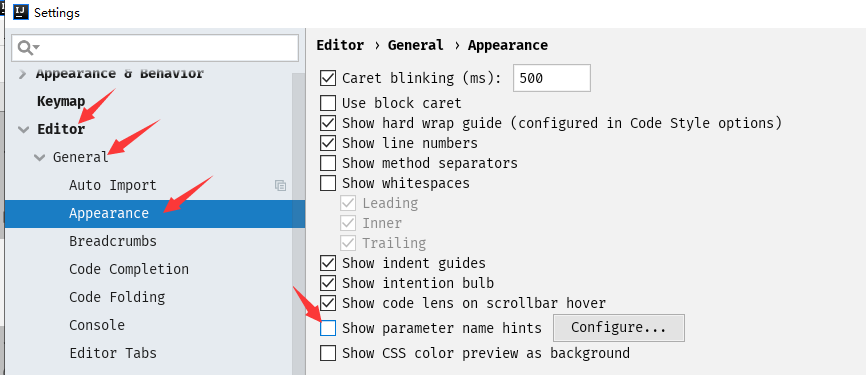 IJ Settings
Appearance & Behavior
Keymap
Editor
General
Auto Import
Appearance
Breadcrumbs
Code Completion
Code Folding
Console
Editor Tabs
Editor › General › Appearance
Caret blinking (ms): 500
Use block caret
Show hard wrap guide (configured in Code Style options)
Show line numbers
Show method separators
Show whitespaces
Leading
Inner
Trailing
Show indent guides
Show intention bulb
Show code lens on scrollbar hover
Show parameter name hints Configure...
Show CSS color preview as background